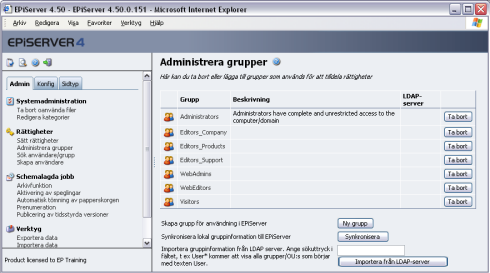 EPiServer 4.50 - EPiServer 4.50.0.151 - Microsoft Internet Explorer
Arkiv Redigera Visa Favoriter Verktyg Hjälp
EPiSERVER 4
Admin Konfig Sidtyp
Systemadministration
Ta bort oanvända filer
Redigera kategorier
Rättigheter
Sätt rättigheter
Administrera grupper
Sök användare/grupp
Skapa användare
Schemalagda jobb
Arkivfunktion
Aktivering av speglingar
Automatisk tömning av papperskorgen
Prenumeration
Publicering av tidsstyrda versioner
Verktyg
Exportera data
Importera data
Product licensed to EP Training
Administrera grupper
Här kan du ta bort eller lägga till grupper som används för att tilldela rättigheter
Grupp Beskrivning LDAP-server
Administrators Administrators have complete and unrestricted access to the computer/domain Ta bort
Editors_Company Ta bort
Editors_Products Ta bort
Editors_Support Ta bort
WebAdmins Ta bort
WebEditors Ta bort
Visitors Ta bort
Skapa grupp för användning i EPiServer Ny grupp
Synkronisera lokal gruppinformation till EPiServer Synkronisera
Importera gruppinformation från LDAP server. Ange sökuttryck i
fältet, t ex User* kommer att visa alla grupper/OU:s som börjar
med texten User. Importera från LDAP-server